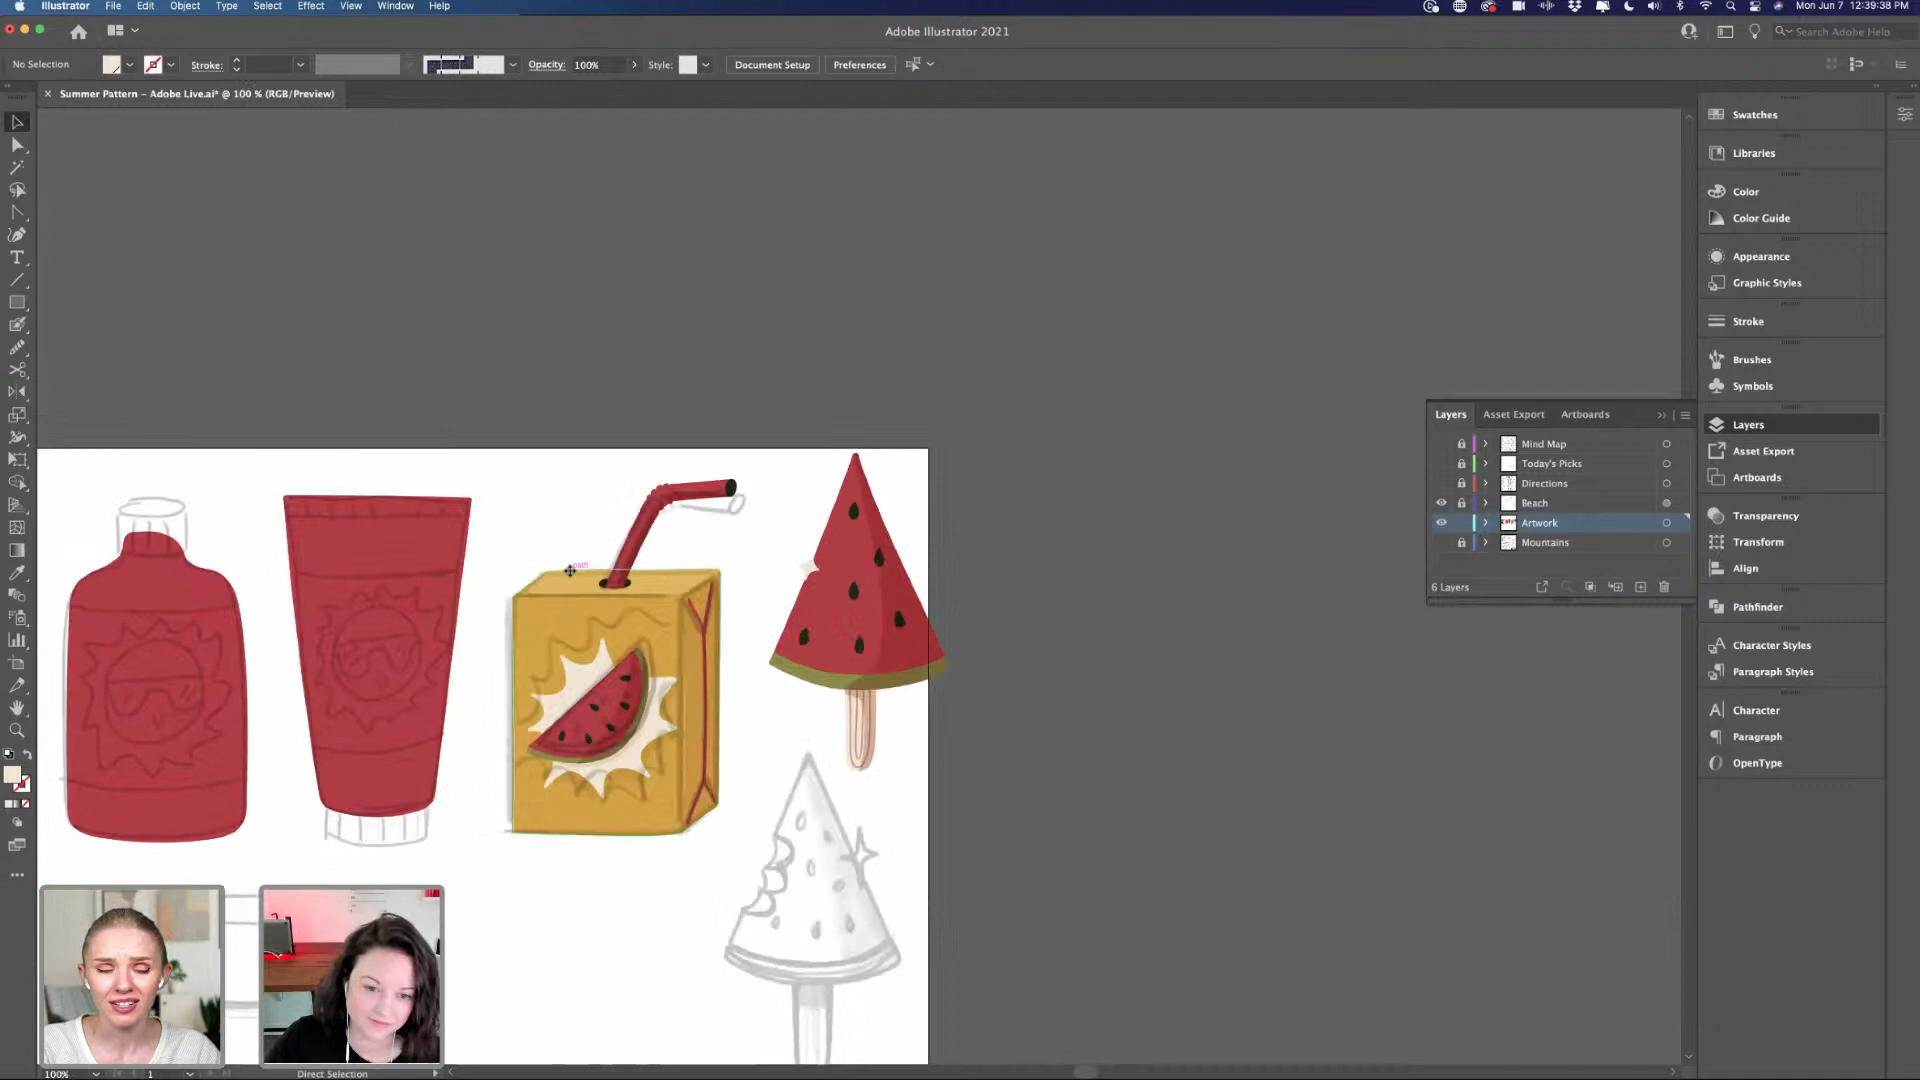 Illustrator File Edit Object Type Select Effect View Window Help
Mon Jun 7 12:39:38 PM
Adobe Illustrator 2021
Search Adobe Help
No Selection
Stroke:
Opacity: 100%
Style:
Document Setup
Preferences
Summer Pattern – Adobe Live.ai* @ 100 % (RGB/Preview)
Swatches
Libraries
Color
Color Guide
Appearance
Graphic Styles
Stroke
Brushes
Symbols
Layers
Asset Export
Artboards
Transparency
Transform
Align
Pathfinder
Character Styles
Paragraph Styles
Character
Paragraph
OpenType
Layers Asset Export Artboards
Mind Map
Today's Picks
Directions
Beach
Artwork
Mountains
6 Layers
path
100%
1
Direct Selection